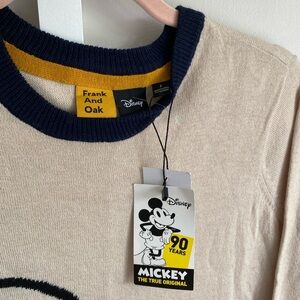 Frank
And
Oak
Disney
Disney
90
YEARS
MICKEY
THE TRUE ORIGINAL